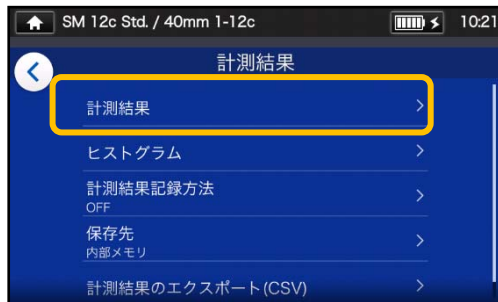 SM 12c Std. / 40mm 1-12c
10:21
計測結果
計測結果
ヒストグラム
計測結果記録方法
OFF
保存先
内部メモリ
計測結果のエクスポート(CSV)